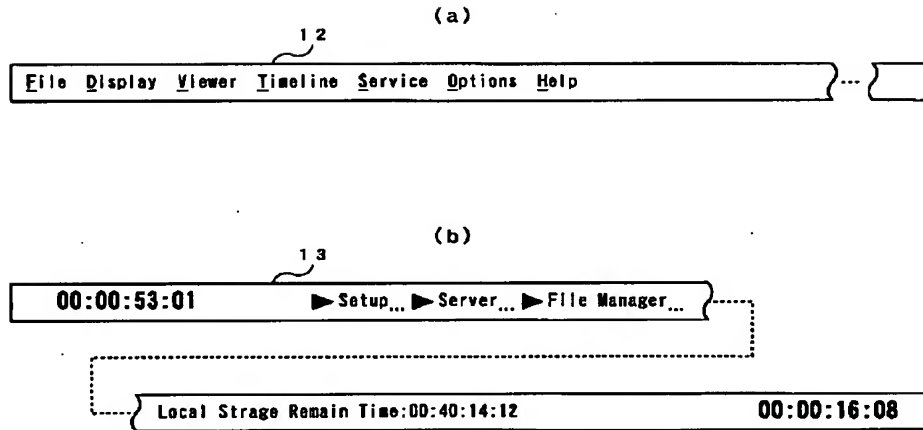 (a)
12
File Display Viewer Timeline Service Options Help ...
(b)
13
00:00:53:01 ▶Setup... ▶Server... ▶File Manager...
Local Strage Remain Time:00:40:14:12 00:00:16:08